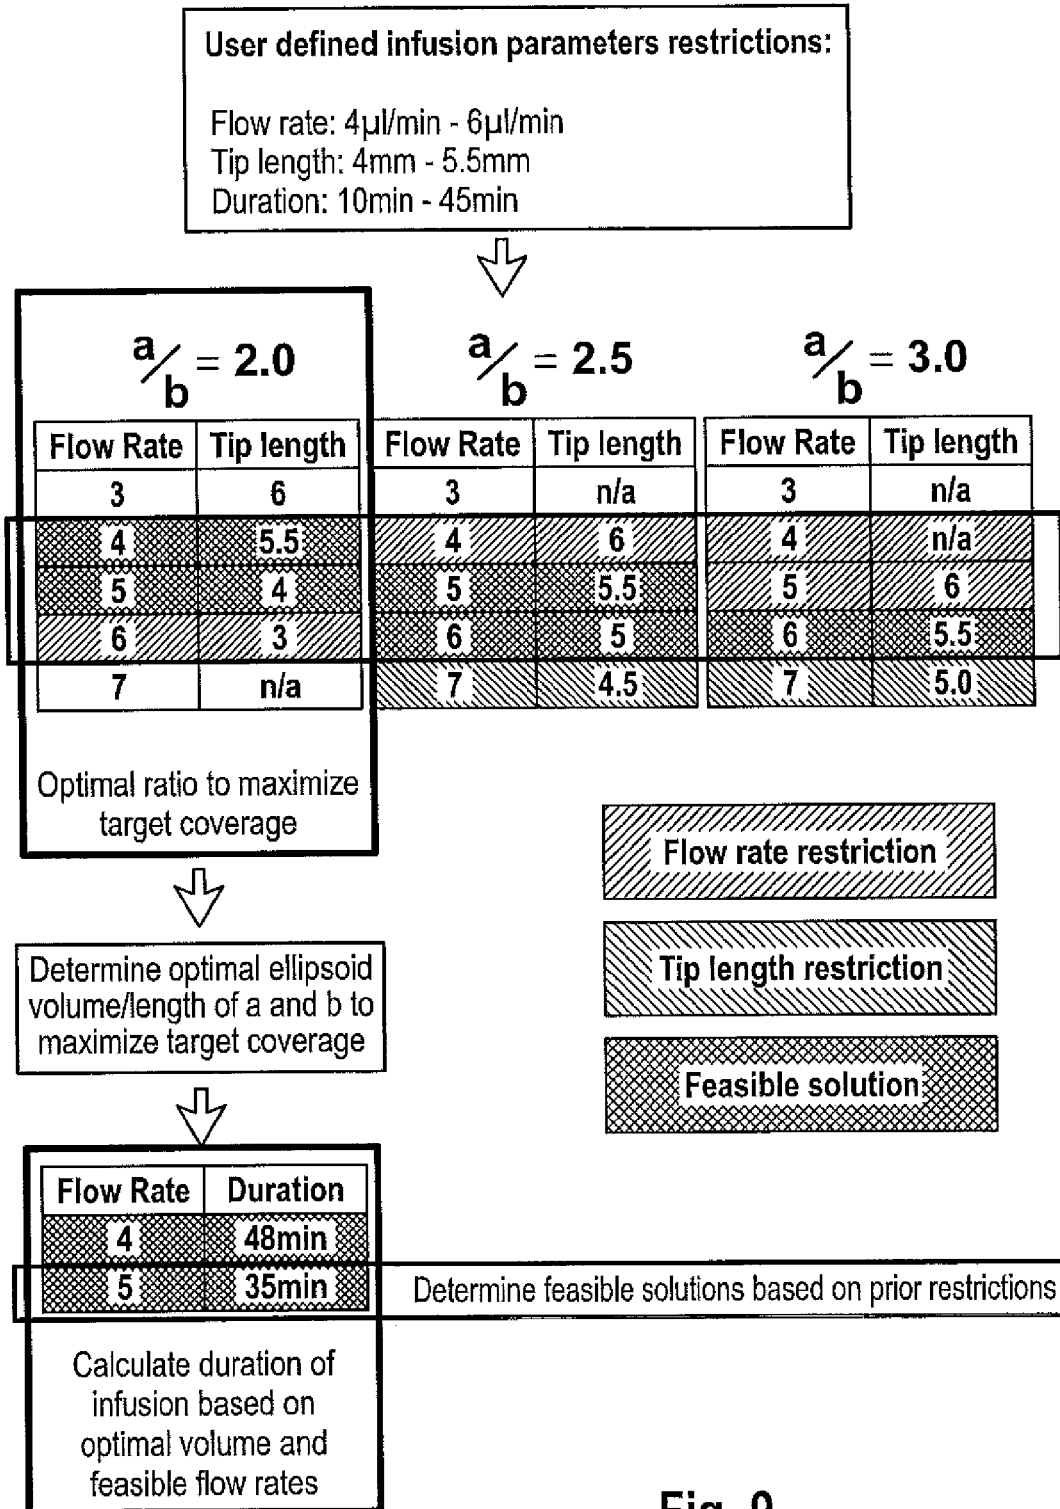 User defined infusion parameters restrictions:
Flow rate: 4µl/min - 6µl/min
Tip length: 4mm - 5.5mm
Duration: 10min - 45min
a/b = 2.0
a/b = 2.5
a/b = 3.0
Flow Rate Tip length Flow Rate Tip length Flow Rate Tip length
3 6 3 n/a 3 n/a
4 5.5 4 6 4 n/a
5 4 5 5.5 5 6
6 3 6 5 6 5.5
7 n/a 7 4.5 7 5.0
Optimal ratio to maximize
target coverage
Flow rate restriction
Tip length restriction
Feasible solution
Determine optimal ellipsoid
volume/length of a and b to
maximize target coverage
Flow Rate Duration
4 48min
5 35min
Determine feasible solutions based on prior restrictions
Calculate duration of
infusion based on
optimal volume and
feasible flow rates